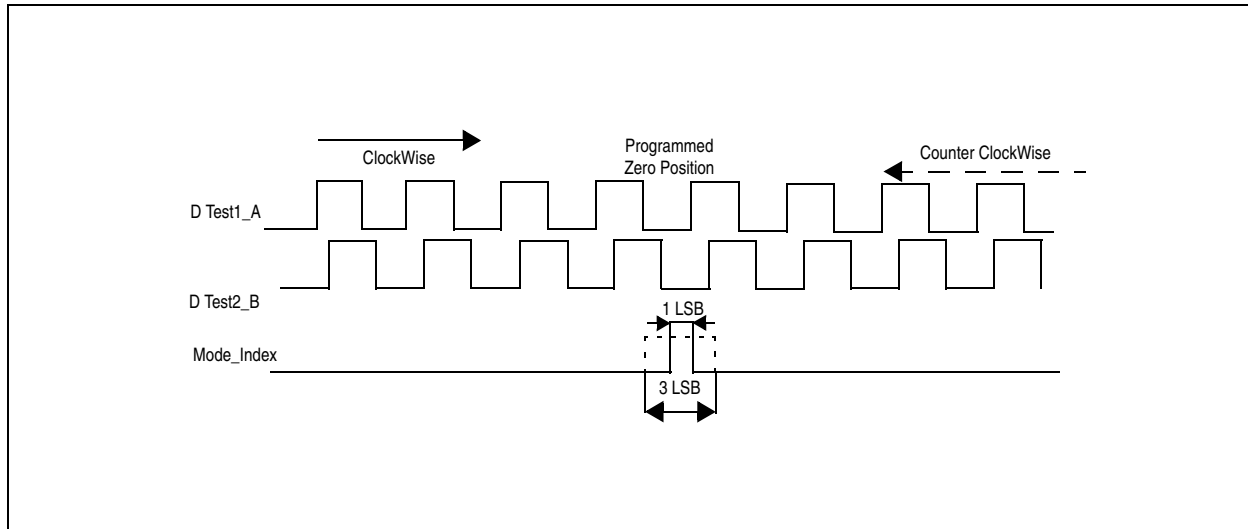 ClockWise
Programmed
Zero Position
Counter ClockWise
D Test1_A
D Test2_B
1 LSB
Mode_Index
3 LSB